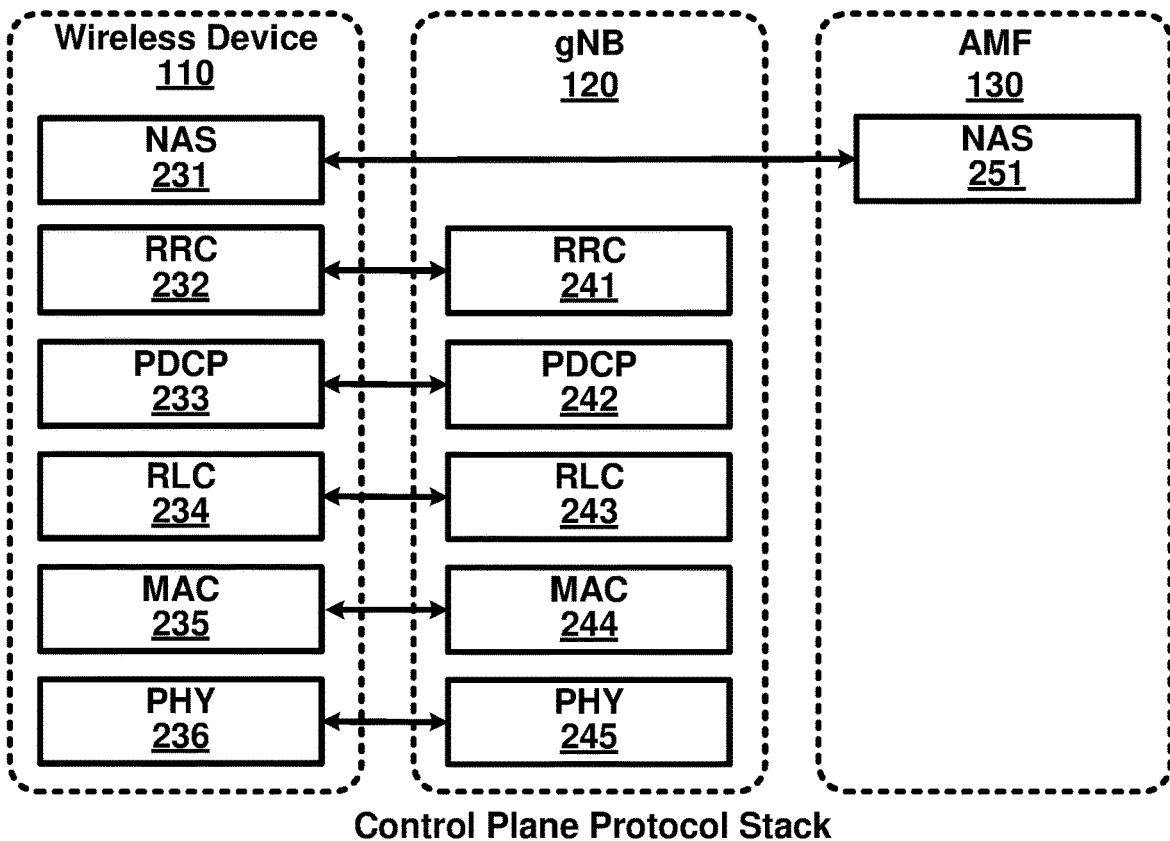 Wireless Device
110
gNB
120
AMF
130
NAS
231
NAS
251
RRC
232
RRC
241
PDCP
233
PDCP
242
RLC
234
RLC
243
MAC
235
MAC
244
PHY
236
PHY
245
Control Plane Protocol Stack